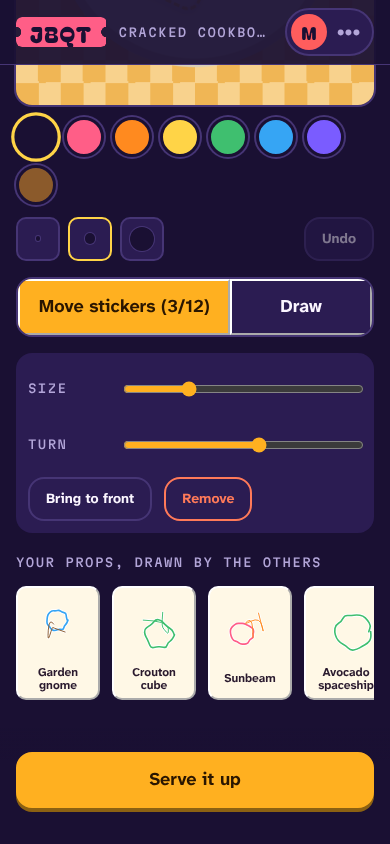 JBQT
CRACKED COOKBO…
M
Undo
Move stickers (3/12)
Draw
SIZE
TURN
Bring to front
Remove
YOUR PROPS, DRAWN BY THE OTHERS
Garden
gnome
Crouton
cube
Sunbeam
Avocado
spaceship
Serve it up